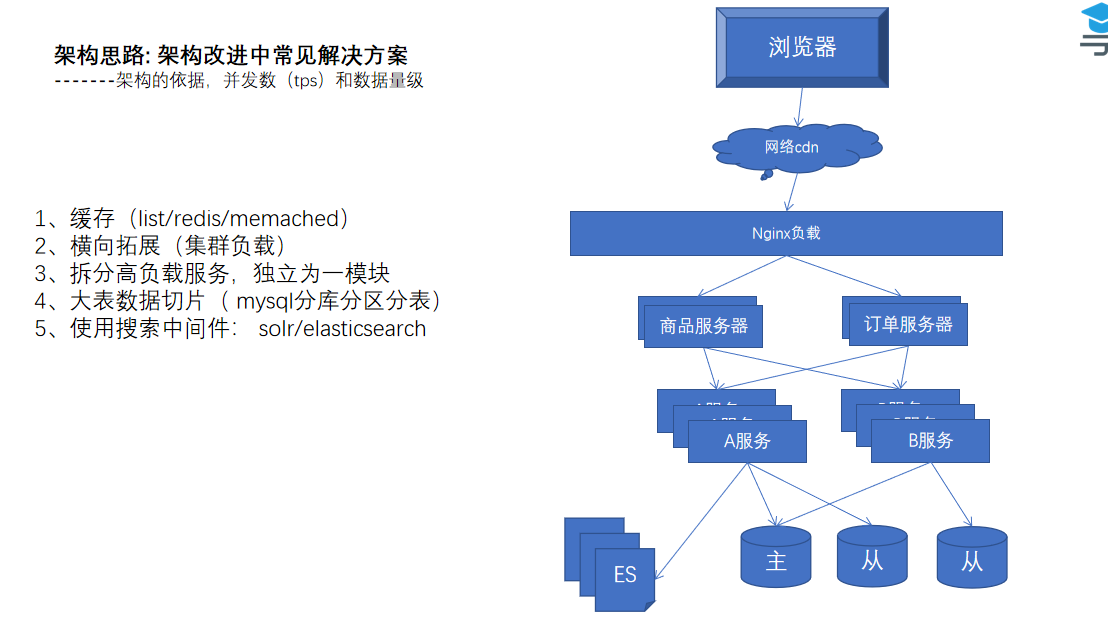 架构思路: 架构改进中常见解决方案
-------架构的依据，并发数（tps）和数据量级
1、缓存（list/redis/memached）
2、横向拓展（集群负载）
3、拆分高负载服务，独立为一模块
4、大表数据切片（ mysql分库分区分表）
5、使用搜索中间件： solr/elasticsearch
浏览器
网络cdn
Nginx负载
商品服务器
订单服务器
A服务
B服务
ES
主
从
从